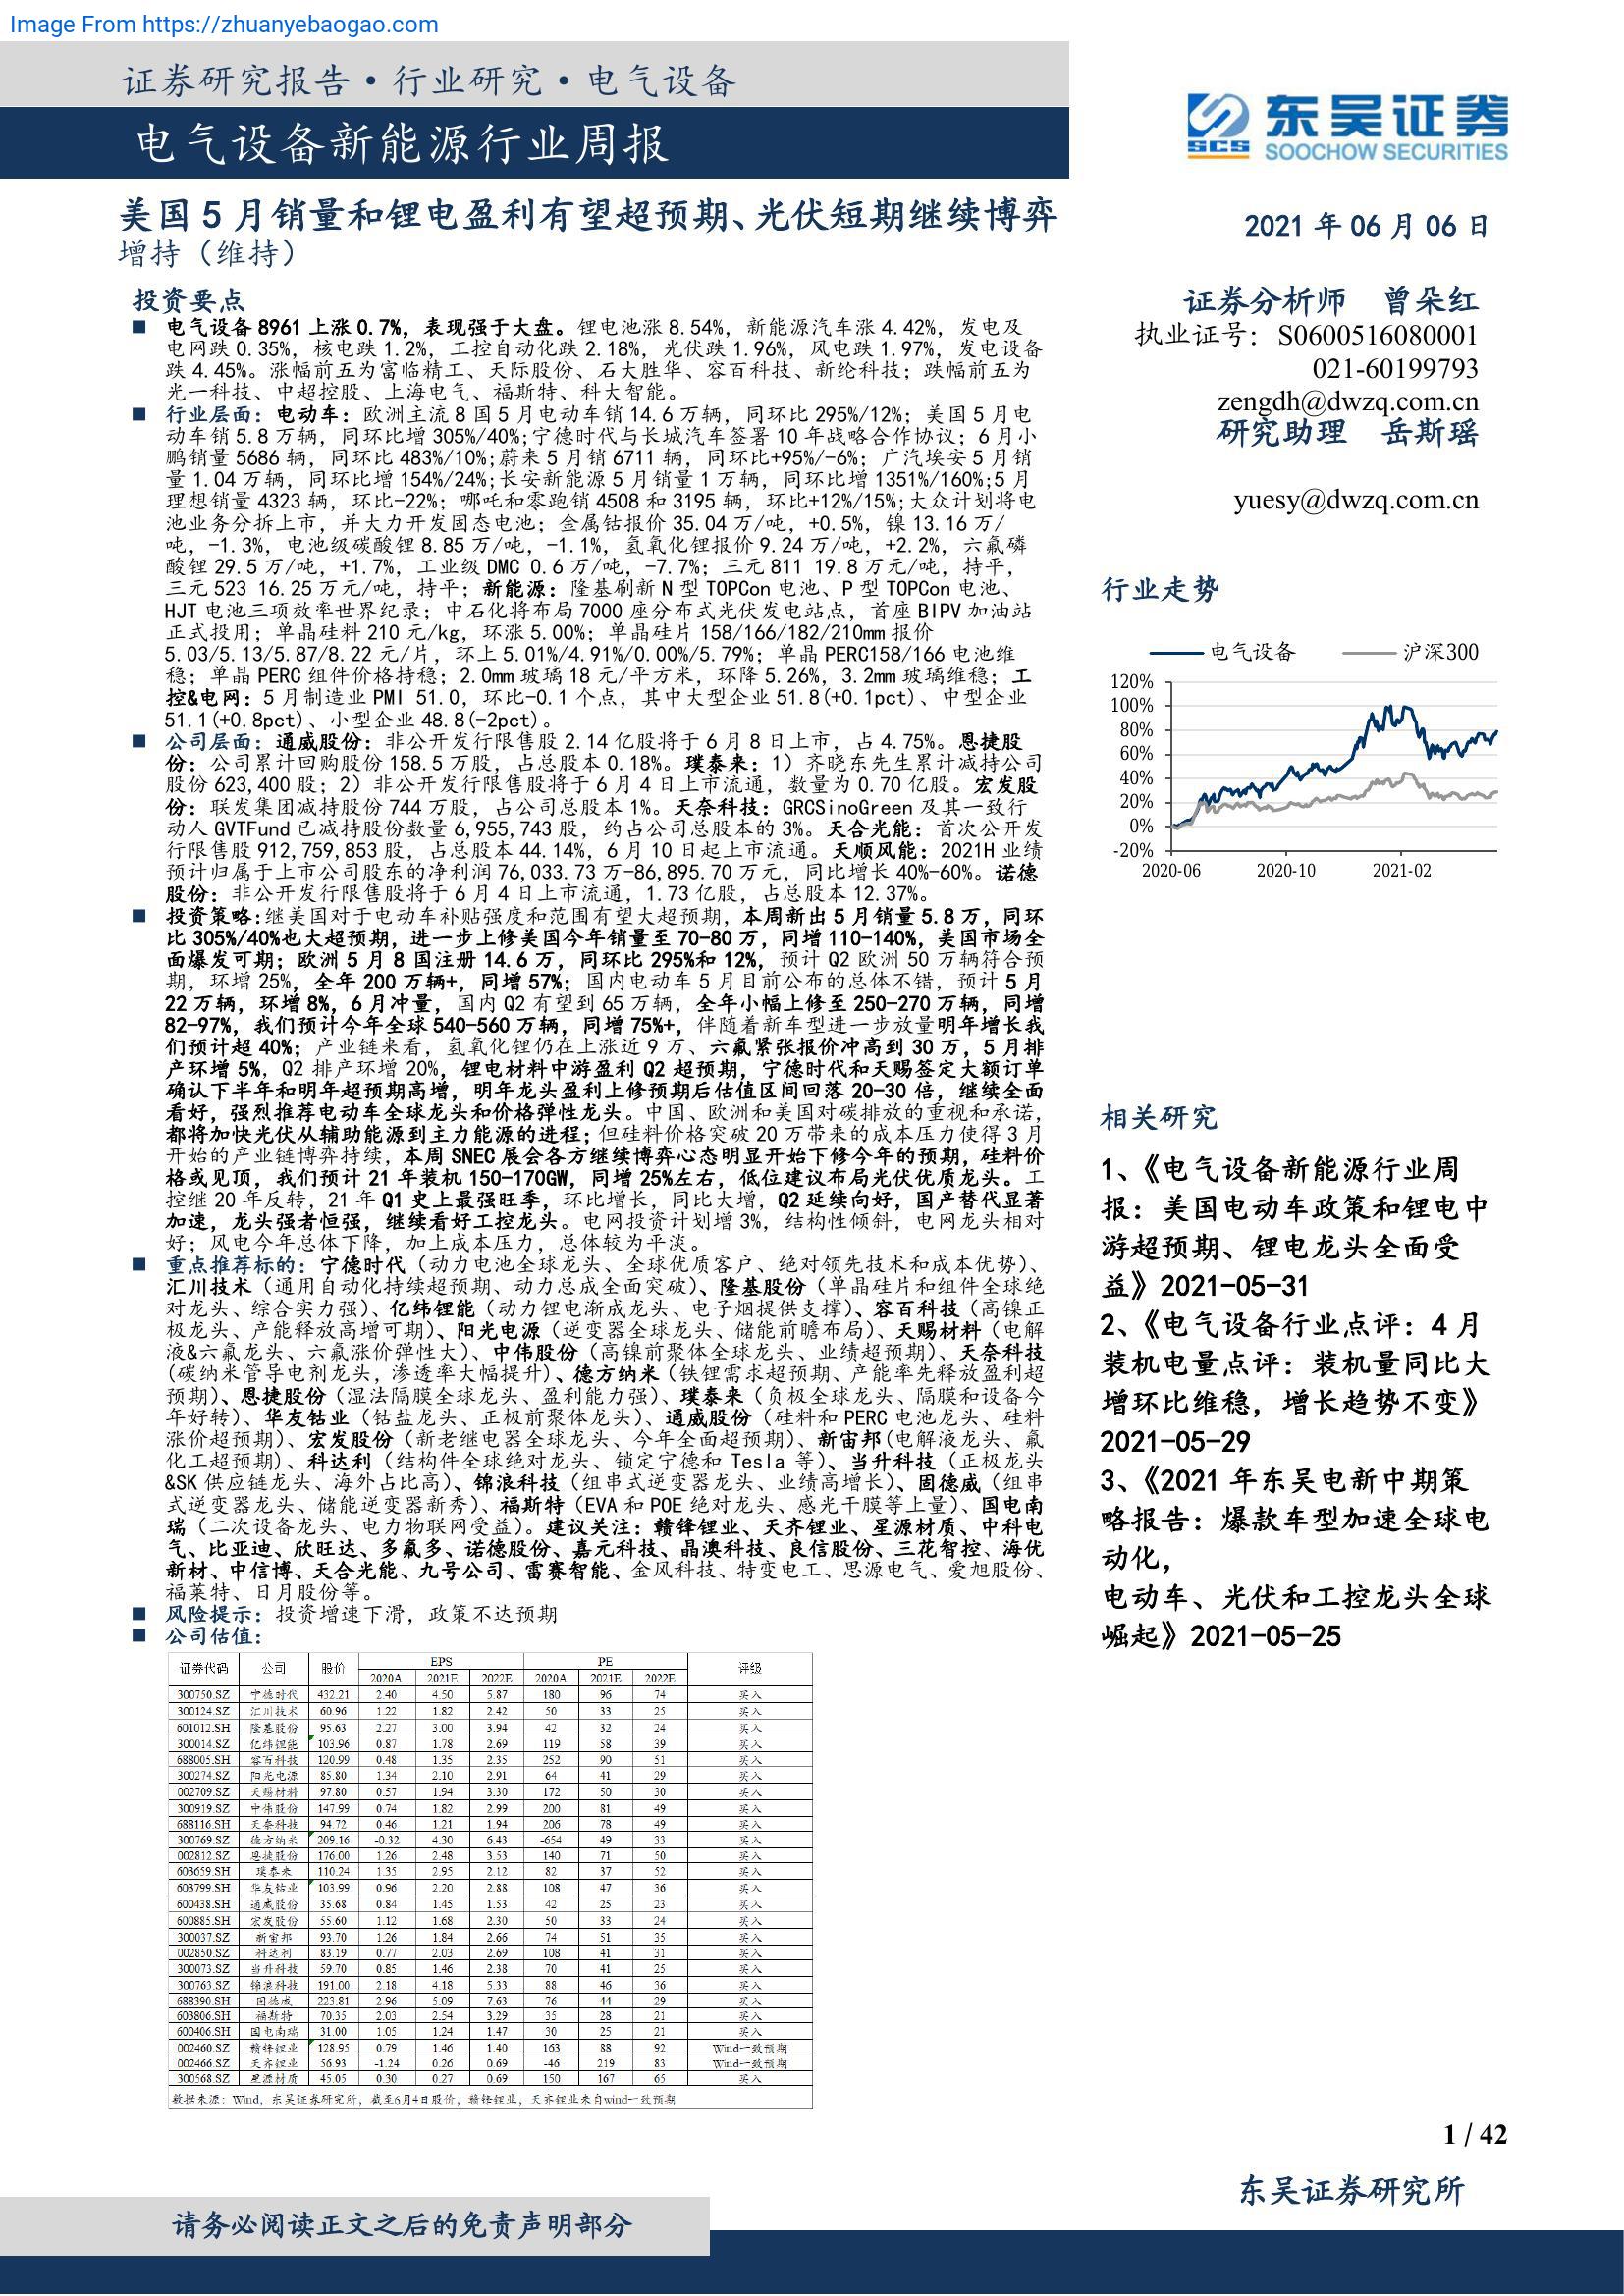 Image From https://zhuanyebaogao.com
证券研究报告·行业研究·电气设备
电气设备新能源行业周报
东吴证券
SCS
SOOCHOW SECURITIES
美国 5 月销量和锂电盈利有望超预期、光伏短期继续博弈
增持（维持）
投资要点
■ 电气设备 8961 上涨 0.7%，表现强于大盘。锂电池涨 8.54%，新能源汽车涨 4.42%，发电及
电网跌 0.35%，核电跌 1.2%，工控自动化跌 2.18%，光伏跌 1.96%，风电跌 1.97%，发电设备
跌 4.45%。涨幅前五为富临精工、天际股份、石大胜华、容百科技、新纶科技；跌幅前五为
光一科技、中超控股、上海电气、福斯特、科大智能。
■ 行业层面：电动车：欧洲主流 8 国 5 月电动车销 14.6 万辆，同环比 295%/12%；美国 5 月电
动车销 5.8 万辆，同环比增 305%/40%;宁德时代与长城汽车签署 10 年战略合作协议；6 月小
鹏销量 5686 辆，同环比 483%/10%;蔚来 5 月销 6711 辆，同环比+95%/-6%；广汽埃安 5 月销
量 1.04 万辆，同环比增 154%/24%;长安新能源 5 月销量 1 万辆，同环比增 1351%/160%;5 月
理想销量 4323 辆，环比-22%；哪吒和零跑销 4508 和 3195 辆，环比+12%/15%;大众计划将电
池业务分拆上市，并大力开发固态电池；金属钴报价 35.04 万/吨，+0.5%，镍 13.16 万/
吨，-1.3%，电池级碳酸锂 8.85 万/吨，-1.1%，氢氧化锂报价 9.24 万/吨，+2.2%，六氟磷
酸锂 29.5 万/吨，+1.7%，工业级 DMC 0.6 万/吨，-7.7%；三元 811 19.8 万元/吨，持平，
三元 523 16.25 万元/吨，持平；新能源：隆基刷新 N 型 TOPCon 电池、P 型 TOPCon 电池、
HJT 电池三项效率世界纪录；中石化将布局 7000 座分布式光伏发电站点，首座 BIPV 加油站
正式投用；单晶硅料 210 元/kg，环涨 5.00%；单晶硅片 158/166/182/210mm 报价
5.03/5.13/5.87/8.22 元/片，环上 5.01%/4.91%/0.00%/5.79%；单晶 PERC158/166 电池维
稳；单晶 PERC 组件价格持稳；2.0mm 玻璃 18 元/平方米，环降 5.26%，3.2mm 玻璃维稳；工
控&电网：5 月制造业 PMI 51.0，环比-0.1 个点，其中大型企业 51.8(+0.1pct)、中型企业
51.1(+0.8pct)、小型企业 48.8(-2pct)。
■ 公司层面：通威股份：非公开发行限售股 2.14 亿股将于 6 月 8 日上市，占 4.75%。恩捷股
份：公司累计回购股份 158.5 万股，占总股本 0.18%。璞泰来：1）齐晓东先生累计减持公司
股份 623,400 股；2）非公开发行限售股将于 6 月 4 日上市流通，数量为 0.70 亿股。宏发股
份：联发集团减持股份 744 万股，占公司总股本 1%。天奈科技：GRCSinoGreen 及其一致行
动人 GVTFund 已减持股份数量 6,955,743 股，约占公司总股本的 3%。天合光能：首次公开发
行限售股 912,759,853 股，占总股本 44.14%，6 月 10 日起上市流通。天顺风能：2021H 业绩
预计归属于上市公司股东的净利润 76,033.73 万-86,895.70 万元，同比增长 40%-60%。诺德
股份：非公开发行限售股将于 6 月 4 日上市流通，1.73 亿股，占总股本 12.37%。
■ 投资策略:继美国对于电动车补贴强度和范围有望大超预期，本周新出 5 月销量 5.8 万，同环
比 305%/40%也大超预期，进一步上修美国今年销量至 70-80 万，同增 110-140%，美国市场全
面爆发可期；欧洲 5 月 8 国注册 14.6 万，同环比 295%和 12%，预计 Q2 欧洲 50 万辆符合预
期，环增 25%，全年 200 万辆+，同增 57%；国内电动车 5 月目前公布的总体不错，预计 5 月
22 万辆，环增 8%，6 月冲量，国内 Q2 有望到 65 万辆，全年小幅上修至 250-270 万辆，同增
82-97%，我们预计今年全球 540-560 万辆，同增 75%+，伴随着新车型进一步放量明年增长我
们预计超 40%；产业链来看，氢氧化锂仍在上涨近 9 万、六氟紧张报价冲高到 30 万，5 月排
产环增 5%，Q2 排产环增 20%，锂电材料中游盈利 Q2 超预期，宁德时代和天赐签定大额订单
确认下半年和明年超预期高增，明年龙头盈利上修预期后估值区间回落 20-30 倍，继续全面
看好，强烈推荐电动车全球龙头和价格弹性龙头。中国、欧洲和美国对碳排放的重视和承诺，
都将加快光伏从辅助能源到主力能源的进程；但硅料价格突破 20 万带来的成本压力使得 3 月
开始的产业链博弈持续，本周 SNEC 展会各方继续博弈心态明显开始下修今年的预期，硅料价
格或见顶，我们预计 21 年装机 150-170GW，同增 25%左右，低位建议布局光伏优质龙头。工
控继 20 年反转，21 年 Q1 史上最强旺季，环比增长，同比大增，Q2 延续向好，国产替代显著
加速，龙头强者恒强，继续看好工控龙头。电网投资计划增 3%，结构性倾斜，电网龙头相对
好；风电今年总体下降，加上成本压力，总体较为平淡。
■ 重点推荐标的：宁德时代（动力电池全球龙头、全球优质客户、绝对领先技术和成本优势）、
汇川技术（通用自动化持续超预期、动力总成全面突破）、隆基股份（单晶硅片和组件全球绝
对龙头、综合实力强）、亿纬锂能（动力锂电渐成龙头、电子烟提供支撑）、容百科技（高镍正
极龙头、产能释放高增可期）、阳光电源（逆变器全球龙头、储能前瞻布局）、天赐材料（电解
液&六氟龙头、六氟涨价弹性大）、中伟股份（高镍前聚体全球龙头、业绩超预期）、天奈科技
(碳纳米管导电剂龙头，渗透率大幅提升）、德方纳米（铁锂需求超预期、产能率先释放盈利超
预期）、恩捷股份（湿法隔膜全球龙头、盈利能力强）、璞泰来（负极全球龙头、隔膜和设备今
年好转）、华友钴业（钴盐龙头、正极前聚体龙头）、通威股份（硅料和 PERC 电池龙头、硅料
涨价超预期）、宏发股份（新老继电器全球龙头、今年全面超预期）、新宙邦(电解液龙头、氟
化工超预期）、科达利（结构件全球绝对龙头、锁定宁德和 Tesla 等）、当升科技（正极龙头
&SK 供应链龙头、海外占比高）、锦浪科技（组串式逆变器龙头、业绩高增长）、固德威（组串
式逆变器龙头、储能逆变器新秀）、福斯特（EVA 和 POE 绝对龙头、感光干膜等上量）、国电南
瑞（二次设备龙头、电力物联网受益）。建议关注：赣锋锂业、天齐锂业、星源材质、中科电
气、比亚迪、欣旺达、多氟多、诺德股份、嘉元科技、晶澳科技、良信股份、三花智控、海优
新材、中信博、天合光能、九号公司、雷赛智能、金风科技、特变电工、思源电气、爱旭股份、
福莱特、日月股份等。
■ 风险提示：投资增速下滑，政策不达预期
■ 公司估值：
证券代码 公司 股价 EPS PE 评级
2020A 2021E 2022E 2020A 2021E 2022E
300750.SZ 宁德时代 432.21 2.40 4.50 5.87 180 96 74 买入
300124.SZ 汇川技术 60.96 1.22 1.82 2.42 50 33 25 买入
601012.SH 隆基股份 95.63 2.27 3.00 3.94 42 32 24 买入
300014.SZ 亿纬锂能 103.96 0.87 1.78 2.69 119 58 39 买入
688005.SH 容百科技 120.99 0.48 1.35 2.35 252 90 51 买入
300274.SZ 阳光电源 85.80 1.34 2.10 2.91 64 41 29 买入
002709.SZ 天赐材料 97.80 0.57 1.94 3.30 172 50 30 买入
300919.SZ 中伟股份 147.99 0.74 1.82 2.99 200 81 49 买入
688116.SH 天奈科技 94.72 0.46 1.21 1.94 206 78 49 买入
300769.SZ 德方纳米 209.16 -0.32 4.30 6.43 -654 49 33 买入
002812.SZ 恩捷股份 176.00 1.26 2.48 3.53 140 71 50 买入
603659.SH 璞泰来 110.24 1.35 2.95 2.12 82 37 52 买入
603799.SH 华友钴业 103.99 0.96 2.20 2.88 108 47 36 买入
600438.SH 通威股份 35.68 0.84 1.45 1.53 42 25 23 买入
600885.SH 宏发股份 55.60 1.12 1.68 2.30 50 33 24 买入
300037.SZ 新宙邦 93.70 1.26 1.84 2.66 74 51 35 买入
002850.SZ 科达利 83.19 0.77 2.03 2.69 108 41 31 买入
300073.SZ 当升科技 59.70 0.85 1.46 2.38 70 41 25 买入
300763.SZ 锦浪科技 191.00 2.18 4.18 5.33 88 46 36 买入
688390.SH 固德威 223.81 2.96 5.09 7.63 76 44 29 买入
603806.SH 福斯特 70.35 2.03 2.54 3.29 35 28 21 买入
600406.SH 国电南瑞 31.00 1.05 1.24 1.47 30 25 21 买入
002460.SZ 赣锋锂业 128.95 0.79 1.46 1.40 163 88 92 Wind一致预期
002466.SZ 天齐锂业 56.93 -1.24 0.26 0.69 -46 219 83 Wind一致预期
300568.SZ 星源材质 45.05 0.30 0.27 0.69 150 167 65 买入
数据来源：Wind，东吴证券研究所，截至6月4日股价，赣锋锂业，天齐锂业来自wind一致预期
2021 年 06 月 06 日
证券分析师 曾朵红
执业证号：S0600516080001
021-60199793
zengdh@dwzq.com.cn
研究助理 岳斯瑶
yuesy@dwzq.com.cn
行业走势
电气设备 沪深300
120%
100%
80%
60%
40%
20%
0%
-20%
2020-06 2020-10 2021-02
相关研究
1、《电气设备新能源行业周
报：美国电动车政策和锂电中
游超预期、锂电龙头全面受
益》2021-05-31
2、《电气设备行业点评：4 月
装机电量点评：装机量同比大
增环比维稳，增长趋势不变》
2021-05-29
3、《2021 年东吴电新中期策
略报告：爆款车型加速全球电
动化，
电动车、光伏和工控龙头全球
崛起》2021-05-25
1 / 42
东吴证券研究所
请务必阅读正文之后的免责声明部分